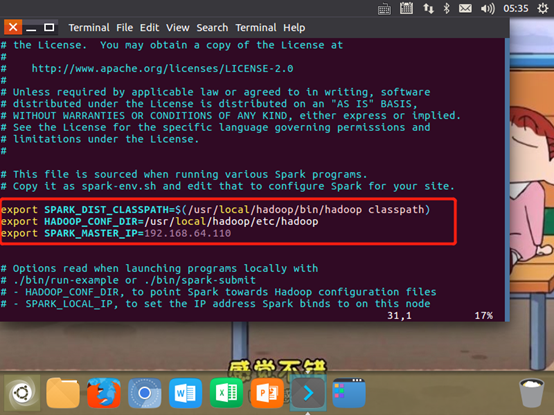 05:35
Terminal File Edit View Search Terminal Help
# the License.  You may obtain a copy of the License at
#
#    http://www.apache.org/licenses/LICENSE-2.0
#
# Unless required by applicable law or agreed to in writing, software
# distributed under the License is distributed on an "AS IS" BASIS,
# WITHOUT WARRANTIES OR CONDITIONS OF ANY KIND, either express or implied.
# See the License for the specific language governing permissions and
# limitations under the License.
#
# This file is sourced when running various Spark programs.
# Copy it as spark-env.sh and edit that to configure Spark for your site.
export SPARK_DIST_CLASSPATH=$(/usr/local/hadoop/bin/hadoop classpath)
export HADOOP_CONF_DIR=/usr/local/hadoop/etc/hadoop
export SPARK_MASTER_IP=192.168.64.110
# Options read when launching programs locally with
# ./bin/run-example or ./bin/spark-submit
# - HADOOP_CONF_DIR, to point Spark towards Hadoop configuration files
# - SPARK_LOCAL_IP, to set the IP address Spark binds to on this node
31,1 17%
感觉不错
W X P